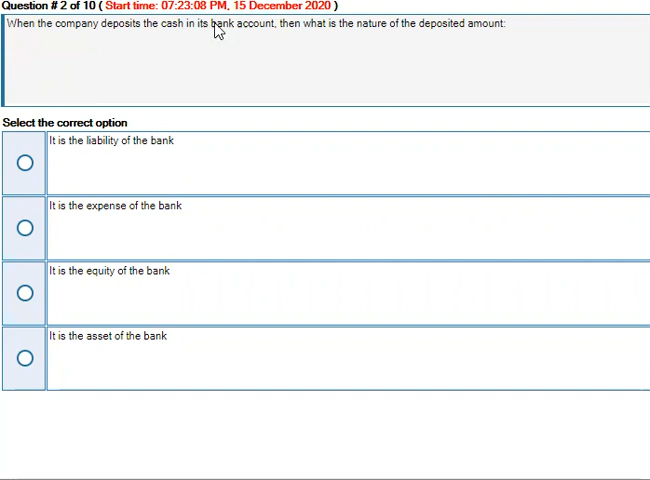 Question # 2 of 10 ( Start time: 07:23:08 PM, 15 December 2020 )
When the company deposits the cash in its bank account, then what is the nature of the deposited amount:
Select the correct option
It is the liability of the bank
It is the expense of the bank
It is the equity of the bank
It is the asset of the bank